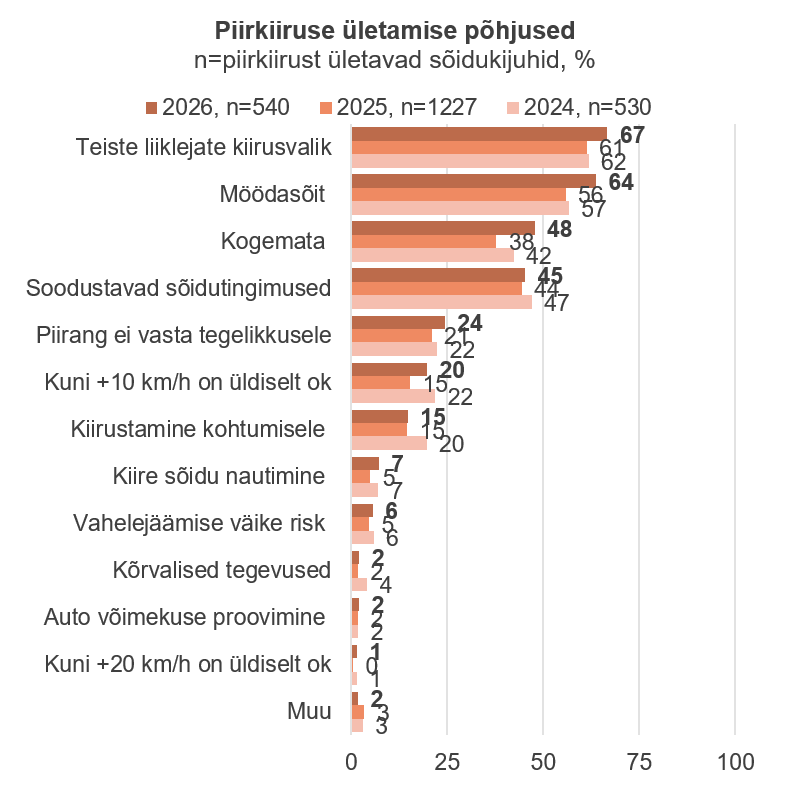 Piirkiiruse ületamise põhjused
n=piirkiirust ületavad sõidukijuhid, %
2026, n=540 2025, n=1227 2024, n=530
Teiste liiklejate kiirusvalik 67 61 62
Möödasõit 64 56 57
Kogemata 48 38 42
Soodustavad sõidutingimused 45 44 47
Piirang ei vasta tegelikkusele 24 21 22
Kuni +10 km/h on üldiselt ok 20 15 22
Kiirustamine kohtumisele 15 15 20
Kiire sõidu nautimine 7 5 7
Vahelejäämise väike risk 6 5 6
Kõrvalised tegevused 2 2 4
Auto võimekuse proovimine 2 2 2
Kuni +20 km/h on üldiselt ok 1 0 1
Muu 2 3 3
0 25 50 75 100